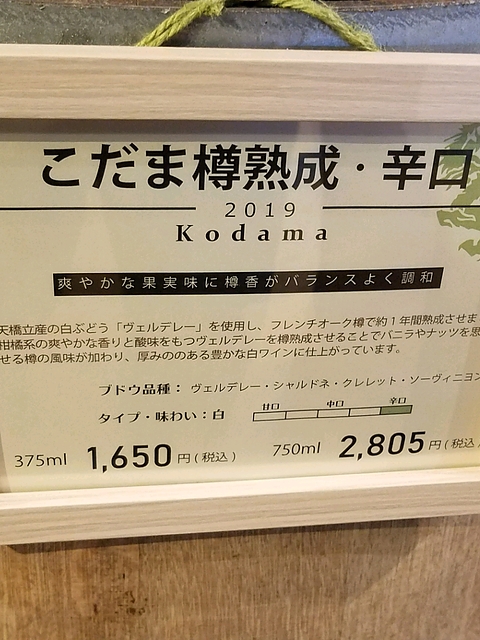 こだま樽熟成・辛口
2019
Kodama
爽やかな果実味に樽香がバランスよく調和
天橋立産の白ぶどう「ヴェルデレー」を使用し、フレンチオーク樽で約1年間熟成させま
柑橘系の爽やかな香りと酸味をもつヴェルデレーを樽熟成させることでバニラやナッツを思
せる樽の風味が加わり、厚みののある豊かな白ワインに仕上がっています。
ブドウ品種： ヴェルデレー・シャルドネ・クレレット・ソーヴィニヨン
タイプ・味わい：白 甘口 中口 辛口
375ml 1,650 円（税込） 750ml 2,805 円（税込